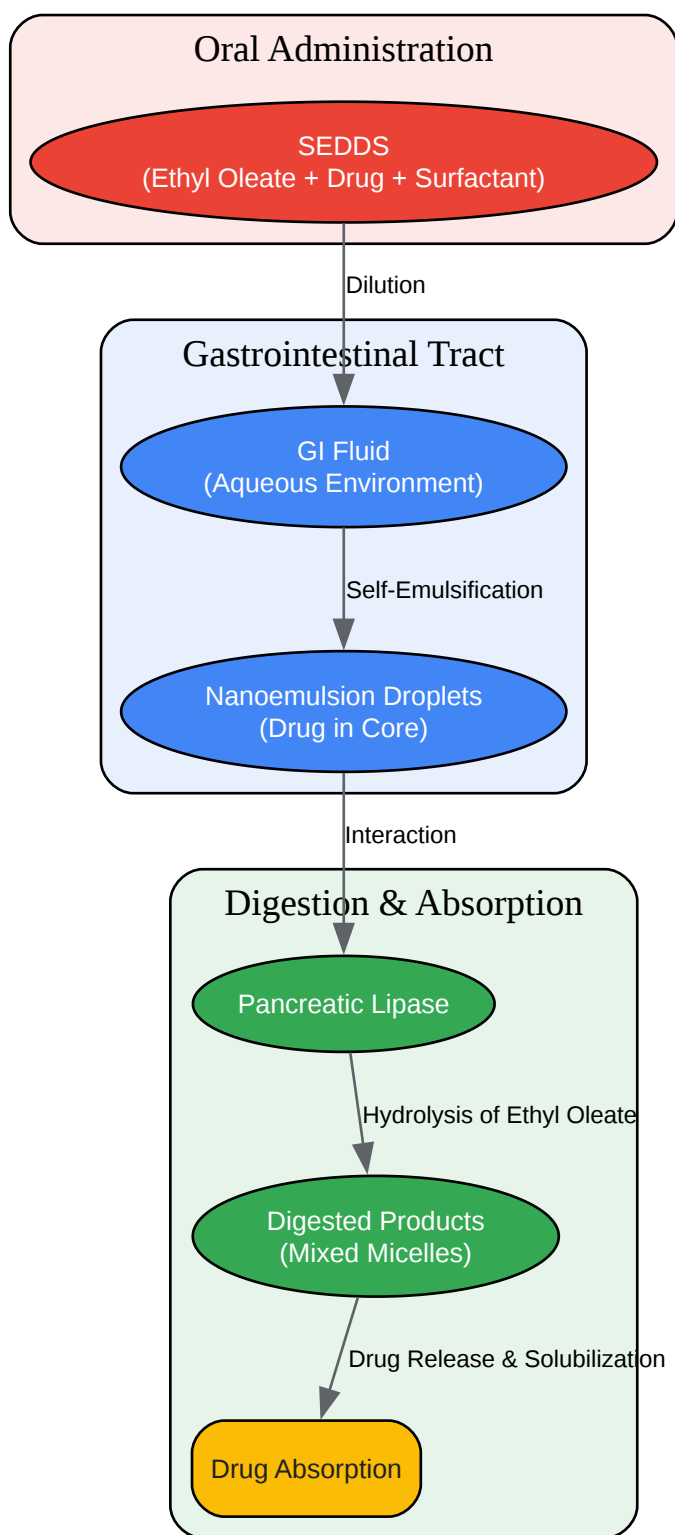 Oral Administration
SEDDS
(Ethyl Oleate + Drug + Surfactant)
Dilution
Gastrointestinal Tract
GI Fluid
(Aqueous Environment)
Self-Emulsification
Nanoemulsion Droplets
(Drug in Core)
Interaction
Digestion & Absorption
Pancreatic Lipase
Hydrolysis of Ethyl Oleate
Digested Products
(Mixed Micelles)
Drug Release & Solubilization
Drug Absorption